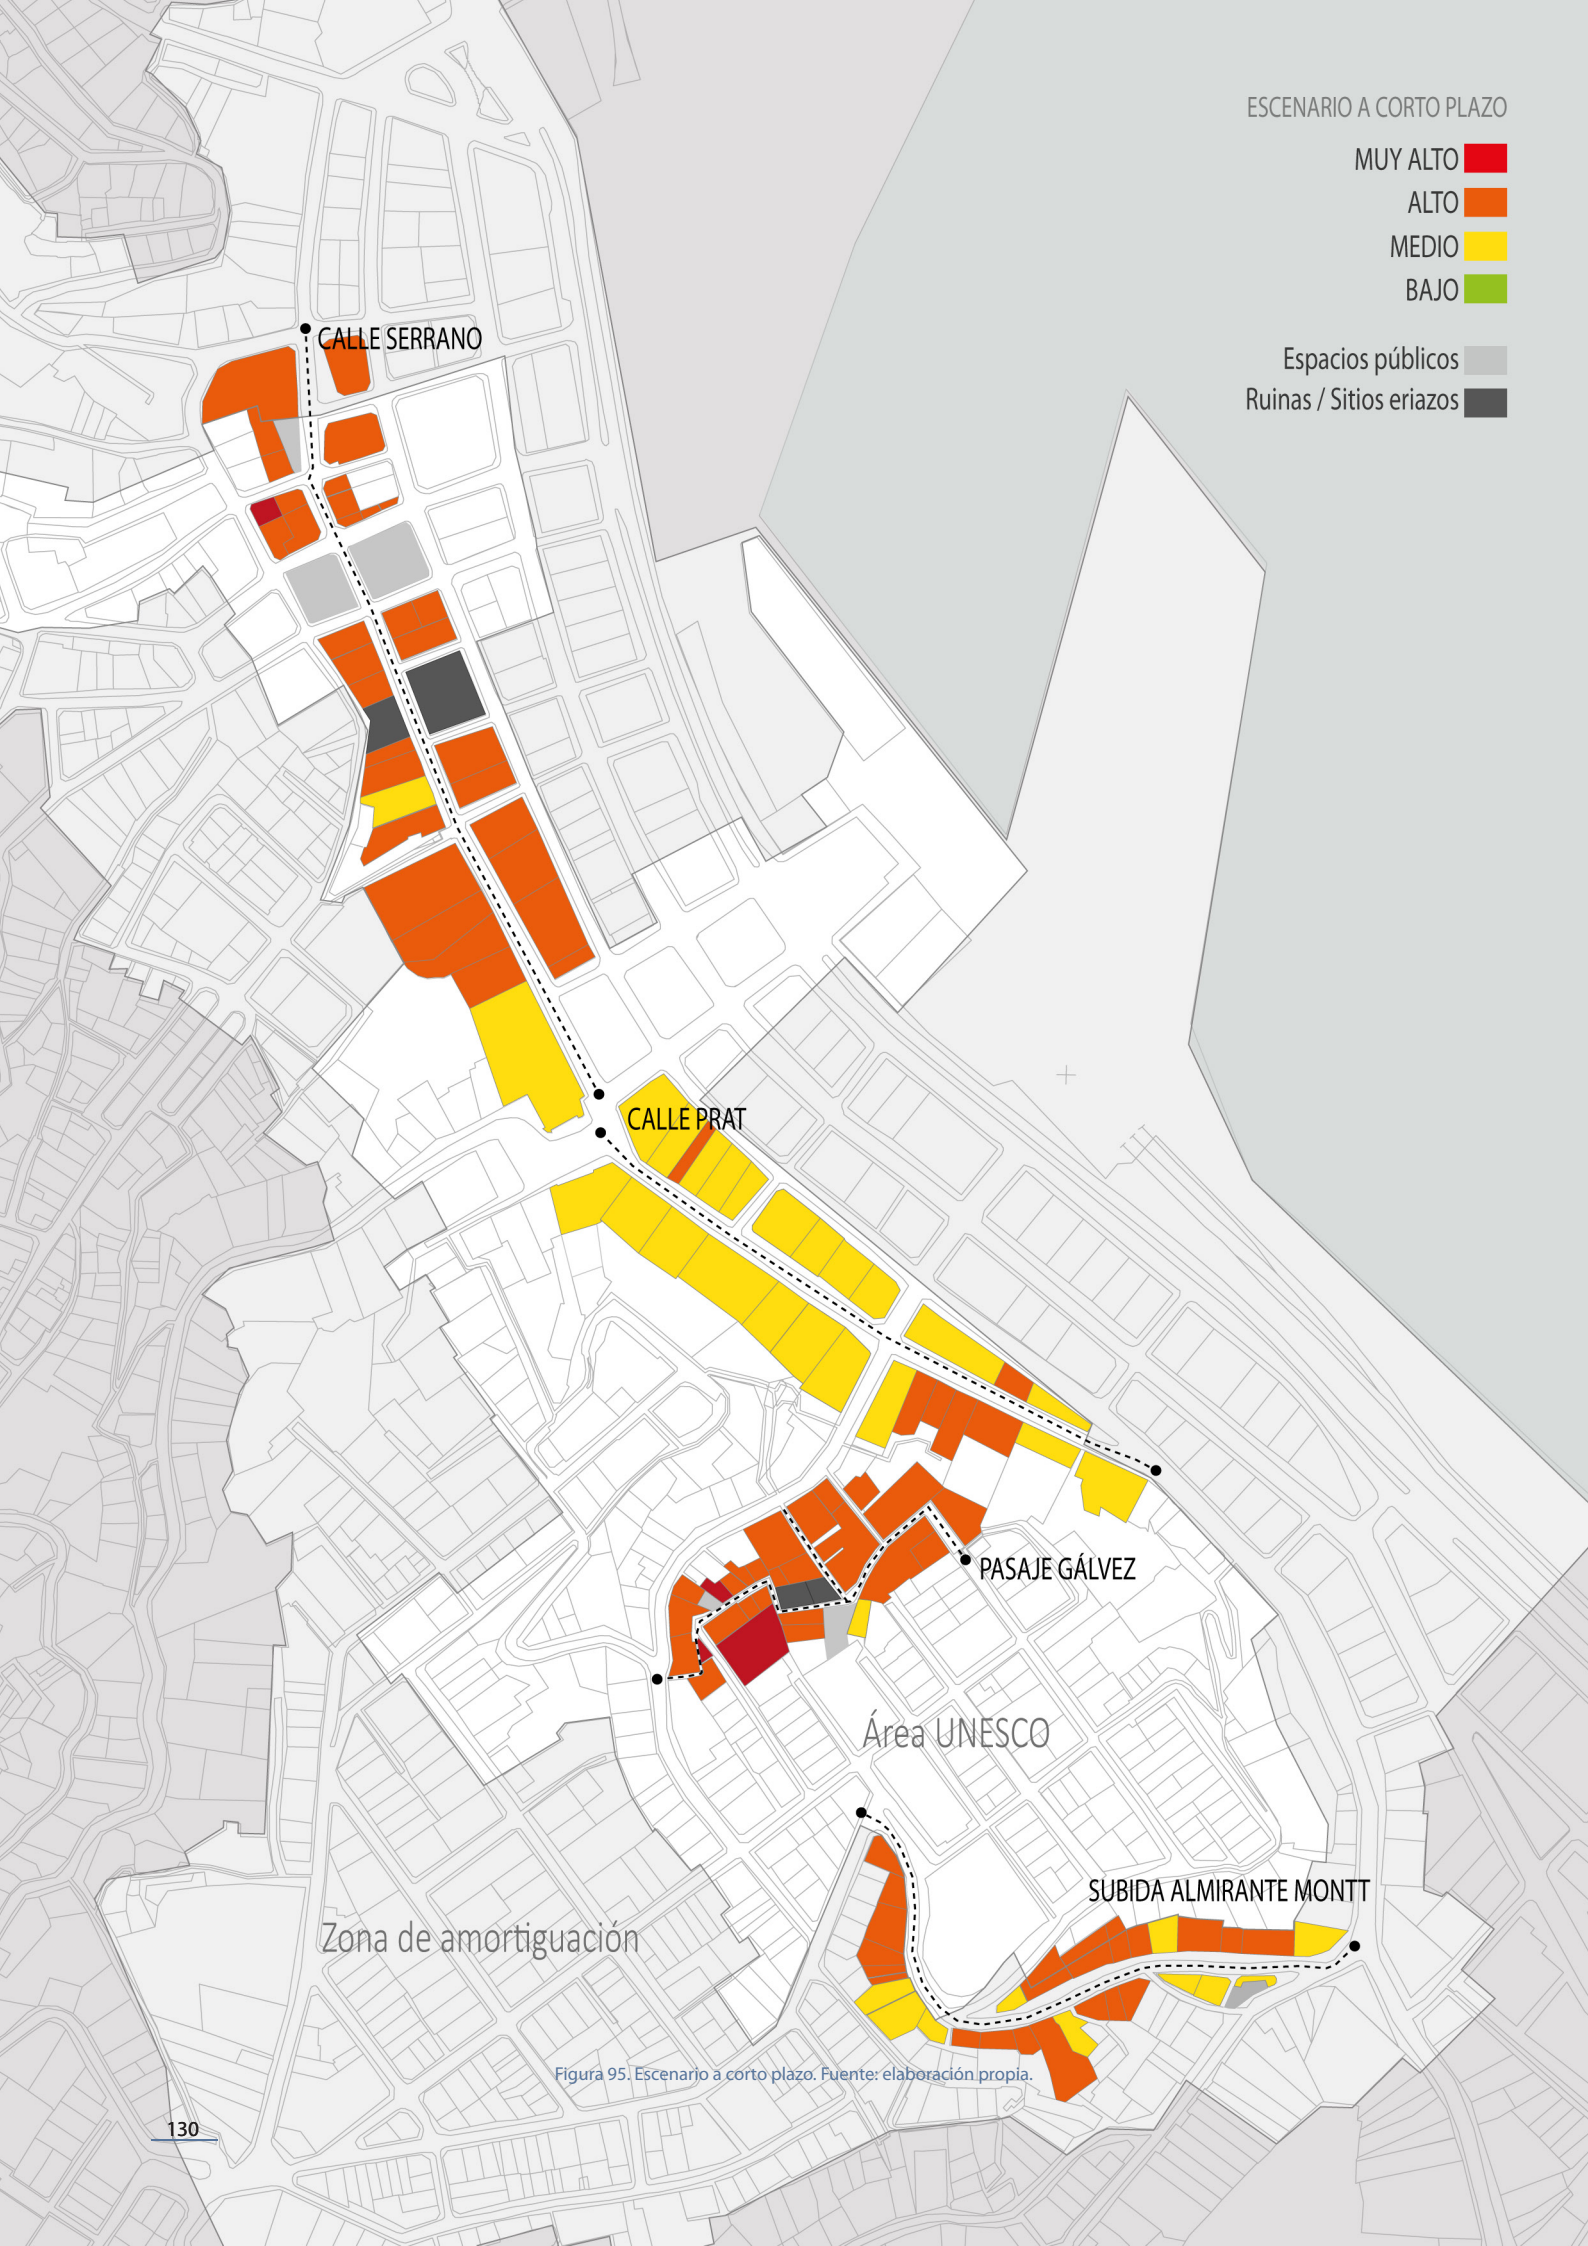 ESCENARIO A CORTO PLAZO
MUY ALTO
ALTO
MEDIO
BAJO
Espacios públicos
Ruinas / Sitios eriazos
CALLE SERRANO
CALLE PRAT
PASAJE GÁLVEZ
Área UNESCO
SUBIDA ALMIRANTE MONTT
Zona de amortiguación
Figura 95. Escenario a corto plazo. Fuente: elaboración propia.
130